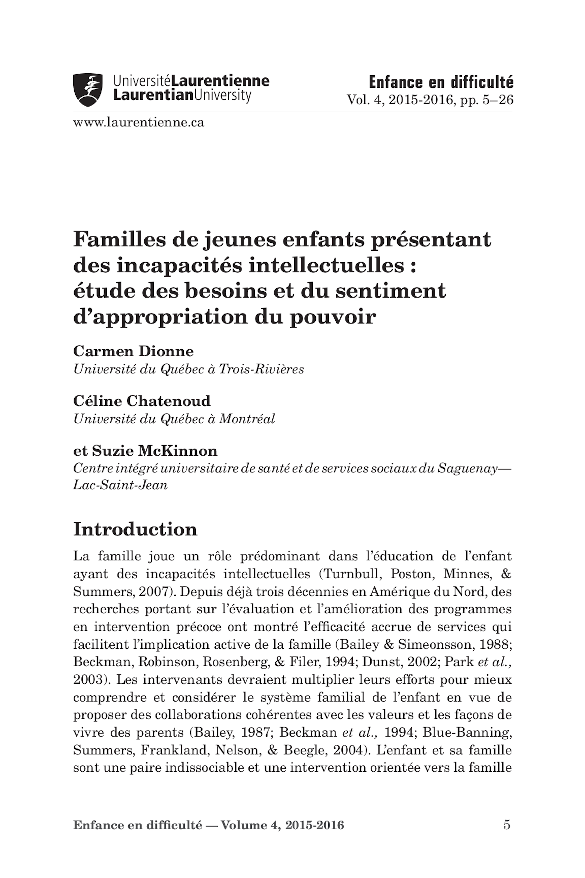 UniversitéLaurentienne
LaurentianUniversity
www.laurentienne.ca
Enfance en difficulté
Vol. 4, 2015-2016, pp. 5–26
Familles de jeunes enfants présentant
des incapacités intellectuelles :
étude des besoins et du sentiment
d’appropriation du pouvoir
Carmen Dionne
Université du Québec à Trois-Rivières
Céline Chatenoud
Université du Québec à Montréal
et Suzie McKinnon
Centre intégré universitaire de santé et de services sociaux du Saguenay—
Lac-Saint-Jean
Introduction
La famille joue un rôle prédominant dans l’éducation de l’enfant
ayant des incapacités intellectuelles (Turnbull, Poston, Minnes, &
Summers, 2007). Depuis déjà trois décennies en Amérique du Nord, des
recherches portant sur l’évaluation et l’amélioration des programmes
en intervention précoce ont montré l’efficacité accrue de services qui
facilitent l’implication active de la famille (Bailey & Simeonsson, 1988;
Beckman, Robinson, Rosenberg, & Filer, 1994; Dunst, 2002; Park et al.,
2003). Les intervenants devraient multiplier leurs efforts pour mieux
comprendre et considérer le système familial de l’enfant en vue de
proposer des collaborations cohérentes avec les valeurs et les façons de
vivre des parents (Bailey, 1987; Beckman et al., 1994; Blue-Banning,
Summers, Frankland, Nelson, & Beegle, 2004). L’enfant et sa famille
sont une paire indissociable et une intervention orientée vers la famille
Enfance en difficulté — Volume 4, 2015-2016
5